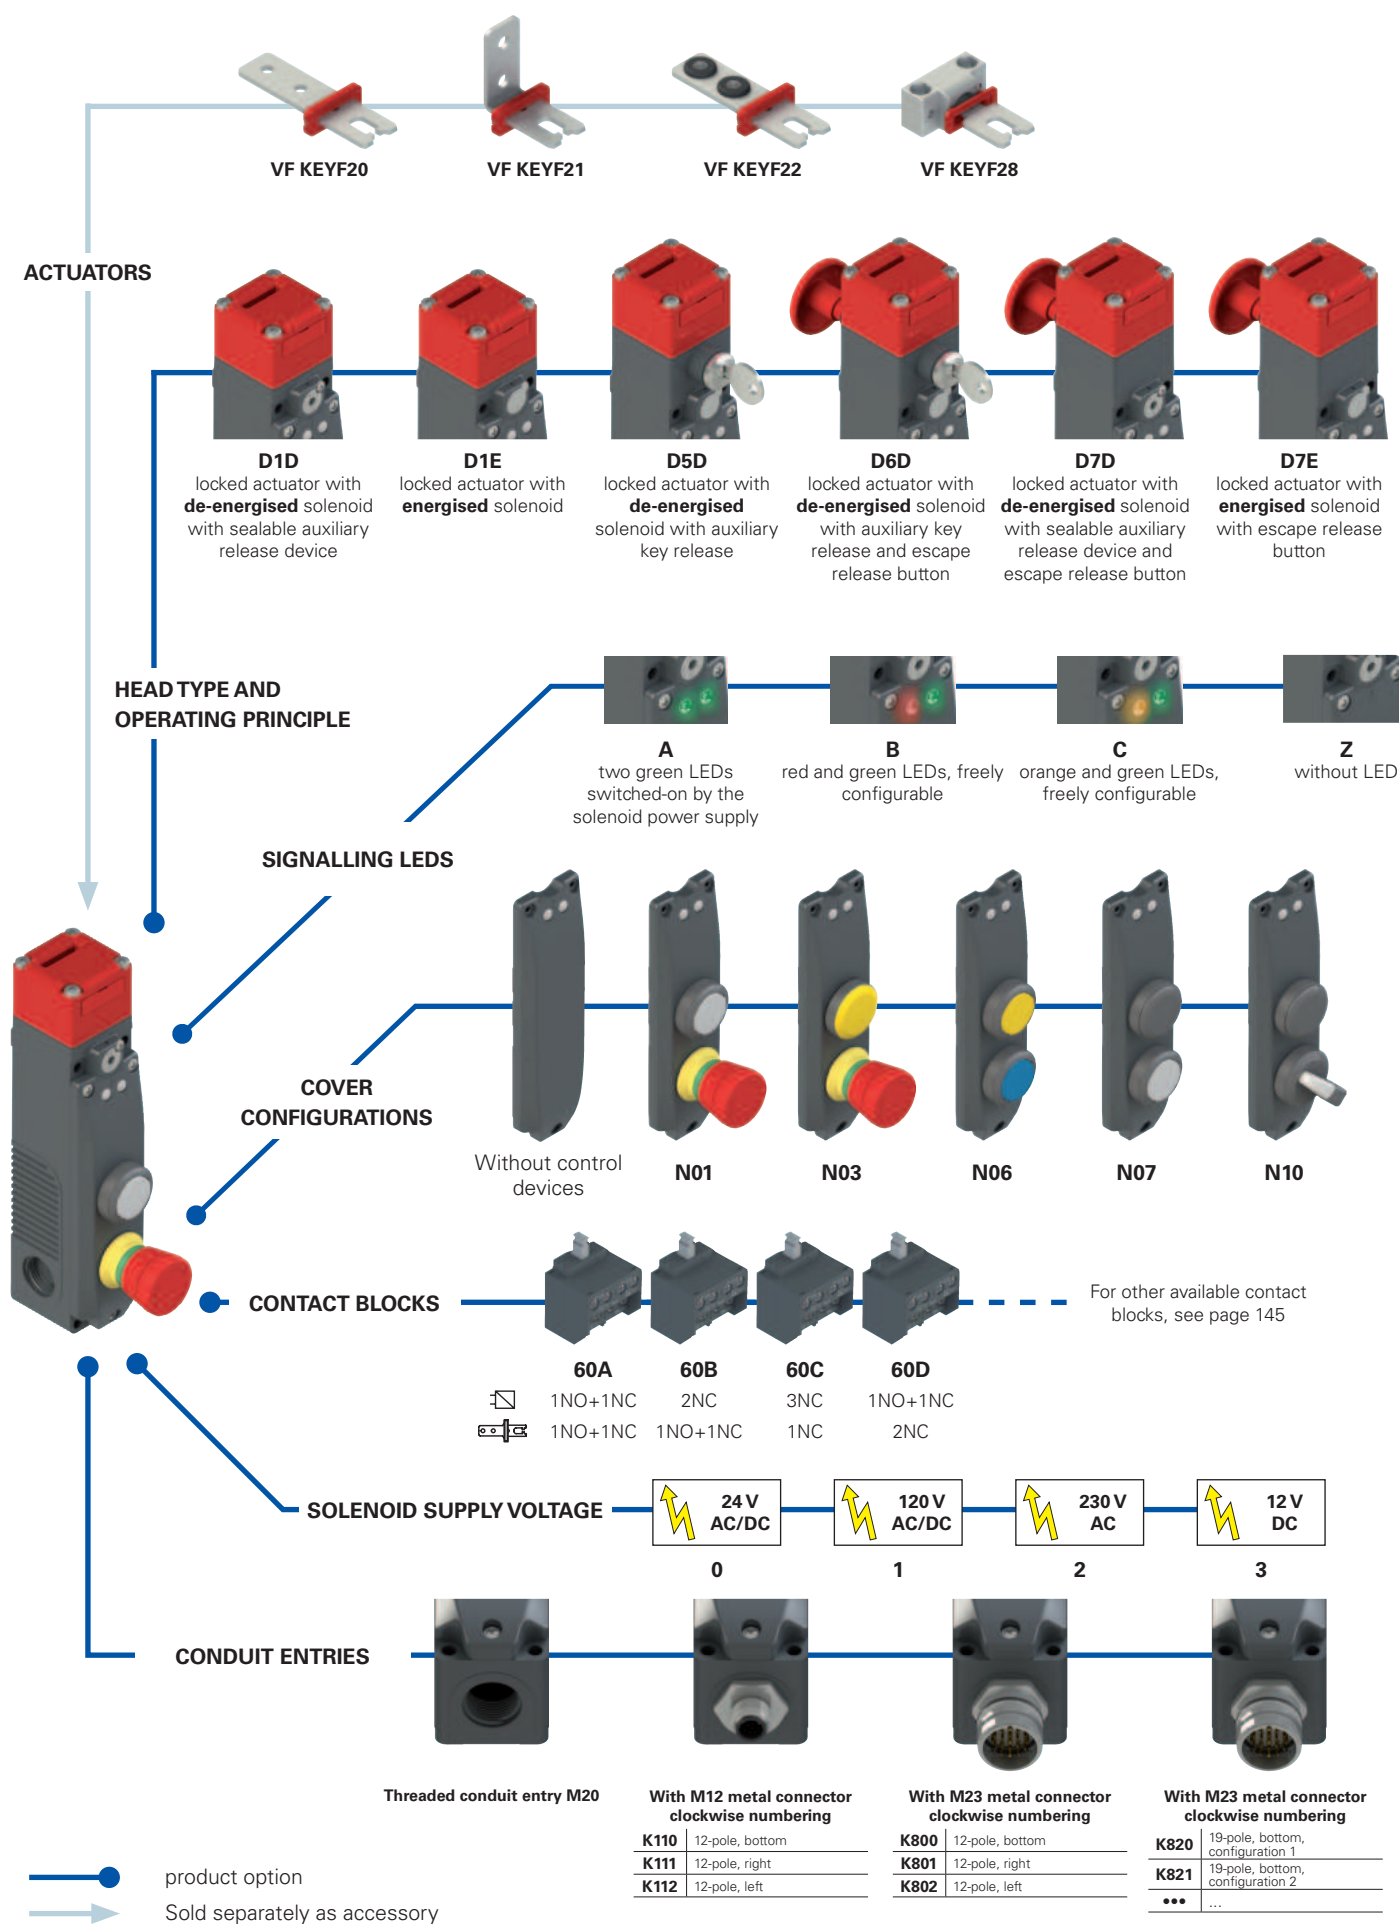 VF KEYF20
VF KEYF21
VF KEYF22
VF KEYF28
ACTUATORS
D1D
locked actuator with
de-energised solenoid
with sealable auxiliary
release device
D1E
locked actuator with
energised solenoid
D5D
locked actuator with
de-energised
solenoid with auxiliary
key release
D6D
locked actuator with
de-energised solenoid
with auxiliary key
release and escape
release button
D7D
locked actuator with
de-energised solenoid
with sealable auxiliary
release device and
escape release button
D7E
locked actuator with
energised solenoid
with escape release
button
HEAD TYPE AND
OPERATING PRINCIPLE
A
two green LEDs
switched-on by the
solenoid power supply
B
red and green LEDs, freely
configurable
C
orange and green LEDs,
freely configurable
Z
without LED
SIGNALLING LEDS
COVER
CONFIGURATIONS
Without control
devices
N01
N03
N06
N07
N10
CONTACT BLOCKS
For other available contact
blocks, see page 145
60A
60B
60C
60D
1NO+1NC
2NC
3NC
1NO+1NC
1NO+1NC
1NO+1NC
1NC
2NC
SOLENOID SUPPLY VOLTAGE
24 V
AC/DC
120 V
AC/DC
230 V
AC
12 V
DC
0
1
2
3
CONDUIT ENTRIES
Threaded conduit entry M20
With M12 metal connector
clockwise numbering
K110 12-pole, bottom
K111 12-pole, right
K112 12-pole, left
With M23 metal connector
clockwise numbering
K800 12-pole, bottom
K801 12-pole, right
K802 12-pole, left
With M23 metal connector
clockwise numbering
K820 19-pole, bottom,
configuration 1
K821 19-pole, bottom,
configuration 2
••• ...
product option
Sold separately as accessory